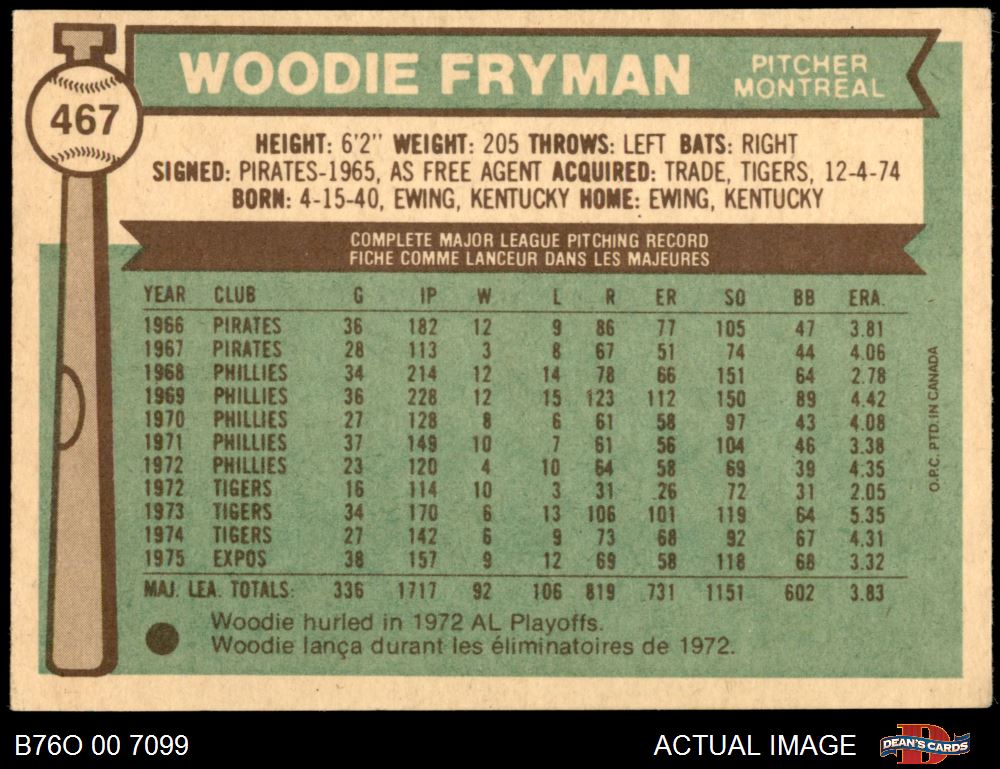 467
WOODIE FRYMAN
PITCHER
MONTREAL
HEIGHT: 6'2" WEIGHT: 205 THROWS: LEFT BATS: RIGHT
SIGNED: PIRATES-1965, AS FREE AGENT ACQUIRED: TRADE, TIGERS, 12-4-74
BORN: 4-15-40, EWING, KENTUCKY HOME: EWING, KENTUCKY
COMPLETE MAJOR LEAGUE PITCHING RECORD
FICHE COMME LANCEUR DANS LES MAJEURES
YEAR CLUB G IP W L R ER SO BB ERA.
1966 PIRATES 36 182 12 9 86 77 105 47 3.81
1967 PIRATES 28 113 3 8 67 51 74 44 4.06
1968 PHILLIES 34 214 12 14 78 66 151 64 2.78
1969 PHILLIES 36 228 12 15 123 112 150 89 4.42
1970 PHILLIES 27 128 8 6 61 58 97 43 4.08
1971 PHILLIES 37 149 10 7 61 56 104 46 3.38
1972 PHILLIES 23 120 4 10 64 58 69 39 4.35
1972 TIGERS 16 114 10 3 31 26 72 31 2.05
1973 TIGERS 34 170 6 13 106 101 119 64 5.35
1974 TIGERS 27 142 6 9 73 68 92 67 4.31
1975 EXPOS 38 157 9 12 69 58 118 68 3.32
MAJ. LEA. TOTALS: 336 1717 92 106 819 731 1151 602 3.83
Woodie hurled in 1972 AL Playoffs.
Woodie lança durant les éliminatoires de 1972.
O.P.C. PTD. IN CANADA
B76O 00 7099
ACTUAL IMAGE
DEAN'S CARDS